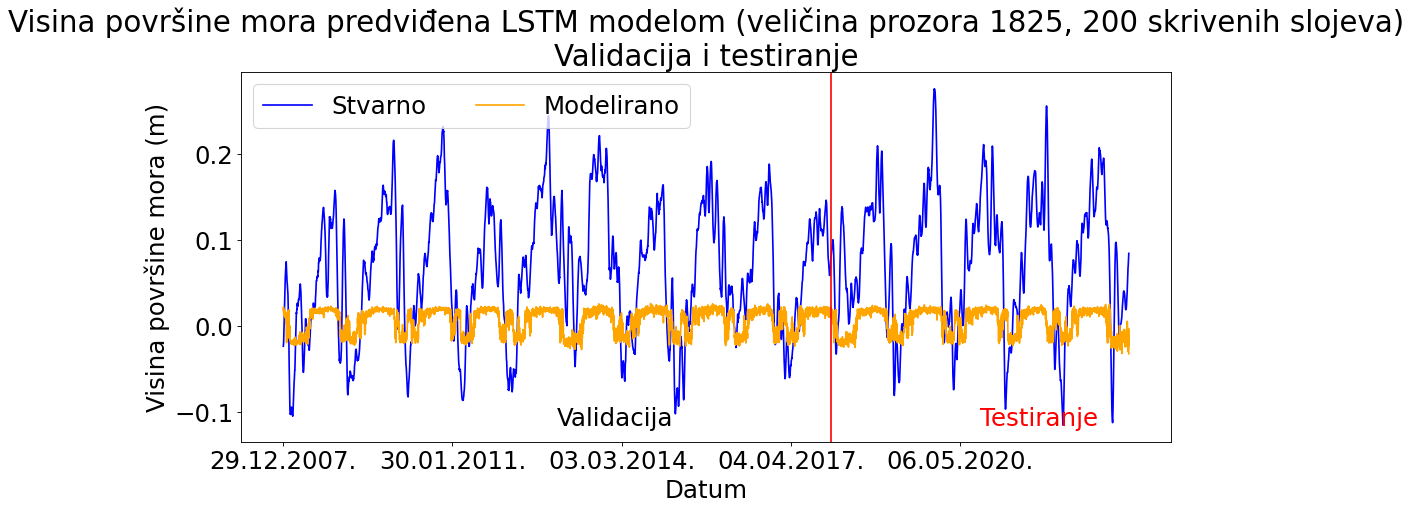 Visina površine mora predviđena LSTM modelom (veličina prozora 1825, 200 skrivenih slojeva)
Validacija i testiranje
Stvarno
Modelirano
Visina površine mora (m)
0.2
0.1
0.0
−0.1
Validacija
Testiranje
29.12.2007.
30.01.2011.
03.03.2014.
04.04.2017.
06.05.2020.
Datum